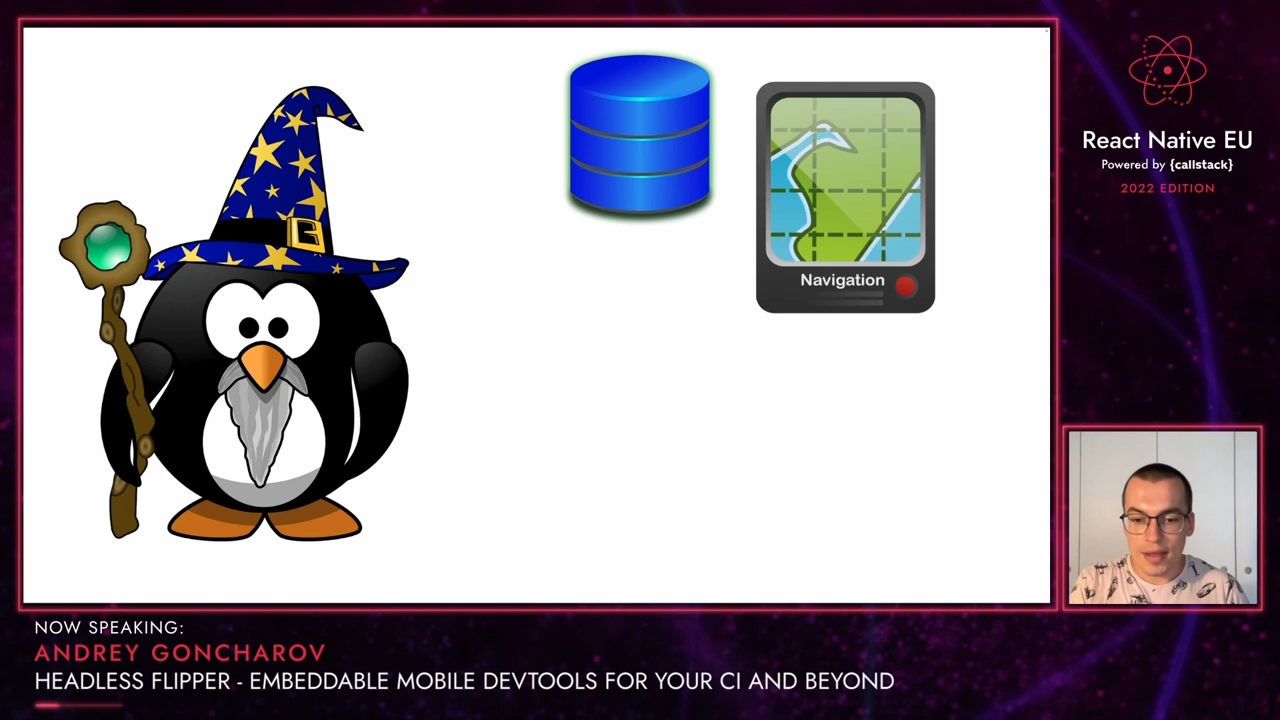 Navigation
React Native EU
Powered by {callstack}
2022 EDITION
NOW SPEAKING:
ANDREY GONCHAROV
HEADLESS FLIPPER - EMBEDDABLE MOBILE DEVTOOLS FOR YOUR CI AND BEYOND